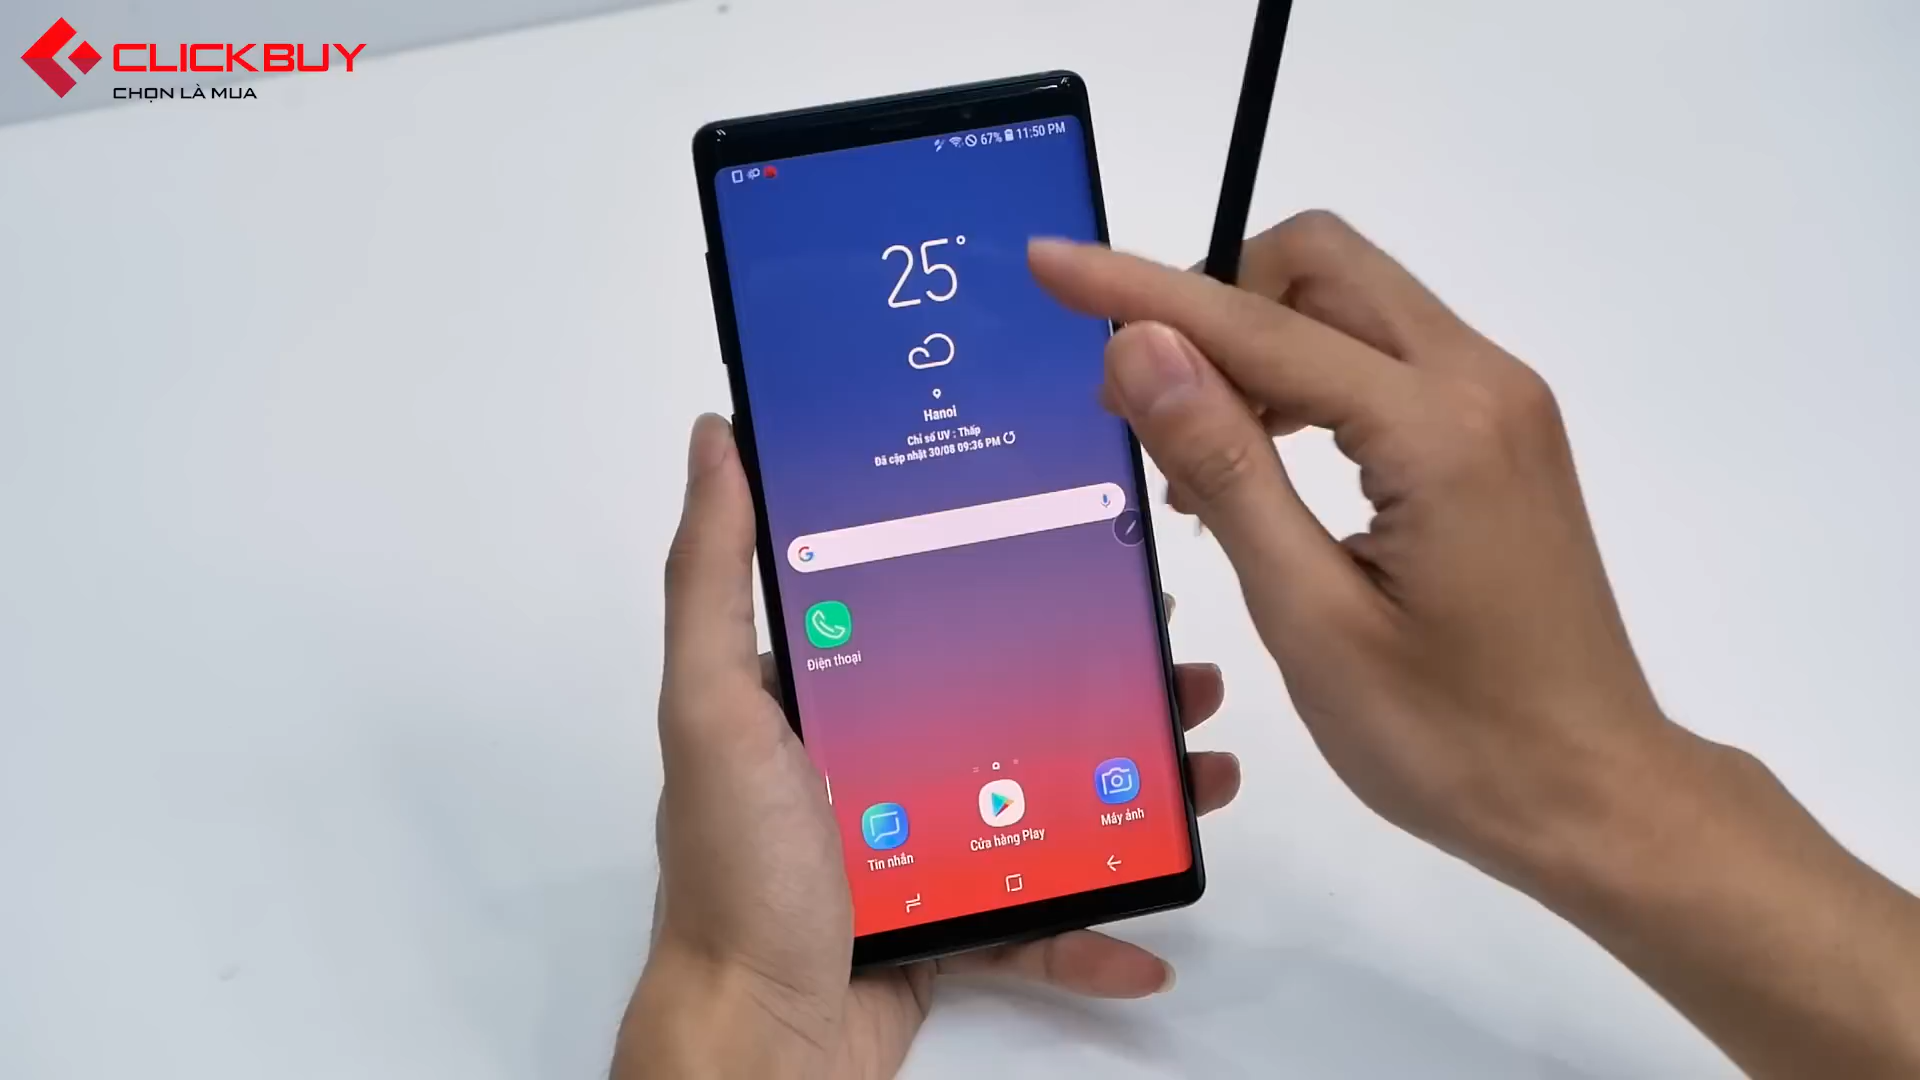 CLICKBUY
CHỌN LÀ MUA
67% 11:50 PM
25°
Hanoi
Chỉ số UV : Thấp
Đã cập nhật 30/08 09:36 PM
G
Điện thoại
Tin nhắn
Cửa hàng Play
Máy ảnh